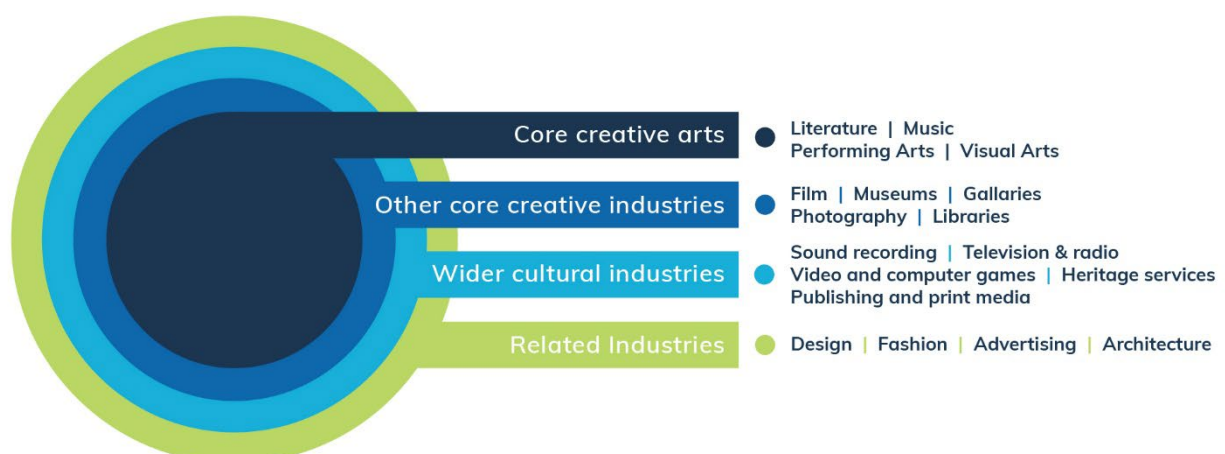 Core creative arts
Literature | Music
Performing Arts | Visual Arts
Other core creative industries
Film | Museums | Gallaries
Photography | Libraries
Wider cultural industries
Sound recording | Television & radio
Video and computer games | Heritage services
Publishing and print media
Related Industries
Design | Fashion | Advertising | Architecture